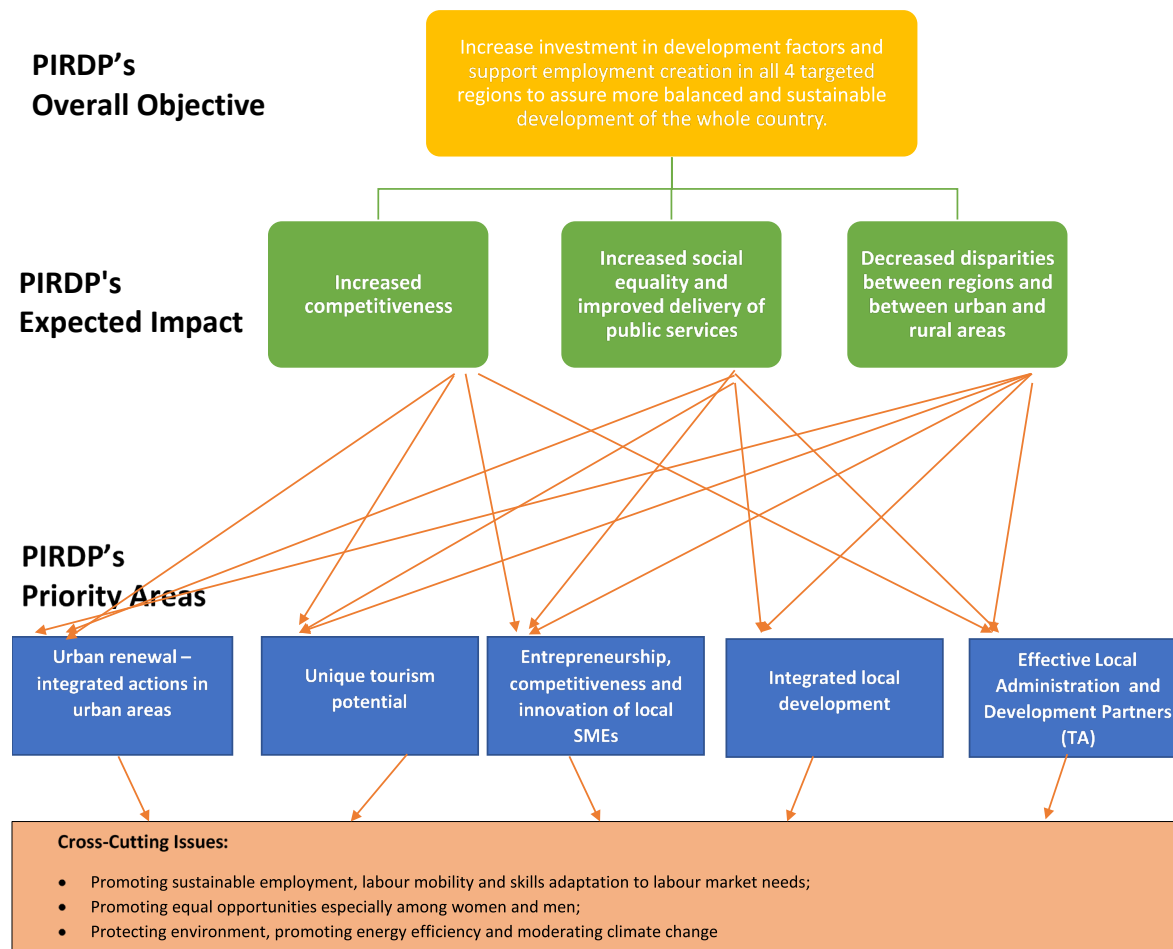 PIRDP’s
Overall Objective
Increase investment in development factors and
support employment creation in all 4 targeted
regions to assure more balanced and sustainable
development of the whole country.
PIRDP's
Expected Impact
Increased
competitiveness
Increased social
equality and
improved delivery of
public services
Decreased disparities
between regions and
between urban and
rural areas
PIRDP’s
Priority Areas
Urban renewal –
integrated actions in
urban areas
Unique tourism
potential
Entrepreneurship,
competitiveness and
innovation of local
SMEs
Integrated local
development
Effective Local
Administration and
Development Partners
(TA)
Cross-Cutting Issues:
• Promoting sustainable employment, labour mobility and skills adaptation to labour market needs;
• Promoting equal opportunities especially among women and men;
• Protecting environment, promoting energy efficiency and moderating climate change